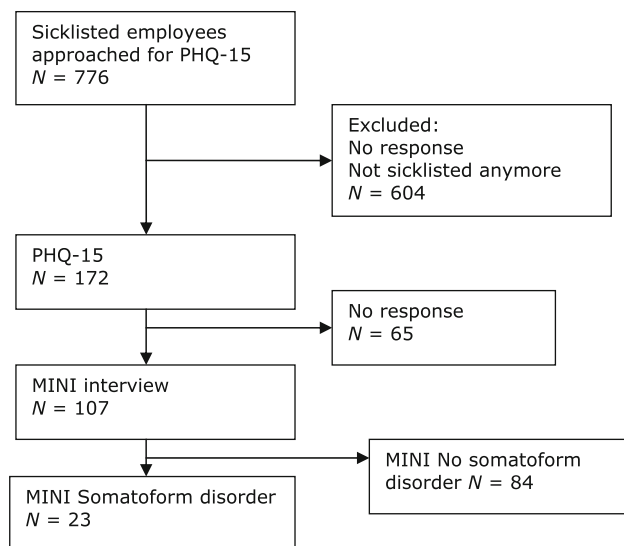 Sicklisted employees
approached for PHQ-15
N = 776
Excluded:
No response
Not sicklisted anymore
N = 604
PHQ-15
N = 172
No response
N = 65
MINI interview
N = 107
MINI No somatoform
disorder N = 84
MINI Somatoform disorder
N = 23